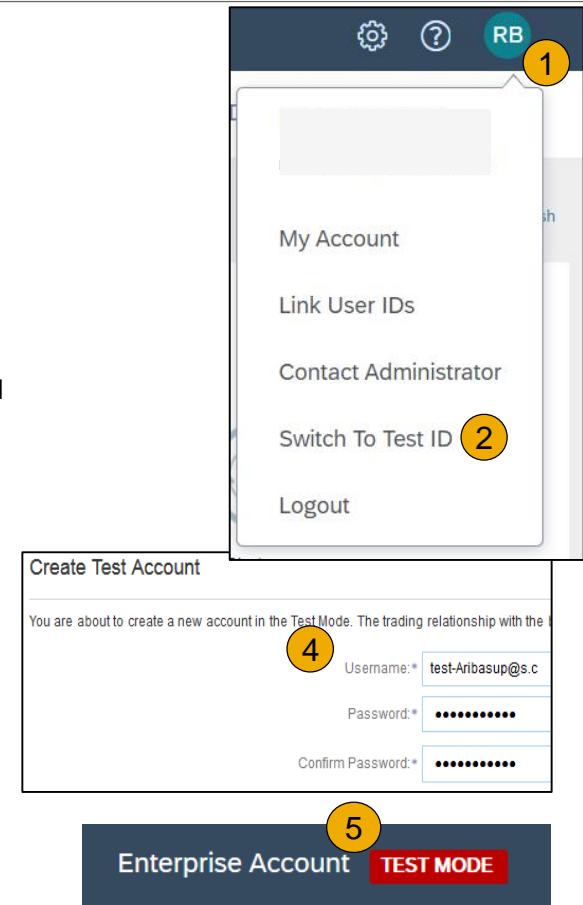 RB
1
sh
My Account
Link User IDs
Contact Administrator
Switch To Test ID 2
Logout
Create Test Account
You are about to create a new account in the Test Mode. The trading relationship with the
4
Username:* test-Aribasup@s.c
Password:* •••••••••••
Confirm Password:* •••••••••••
5
Enterprise Account TEST MODE